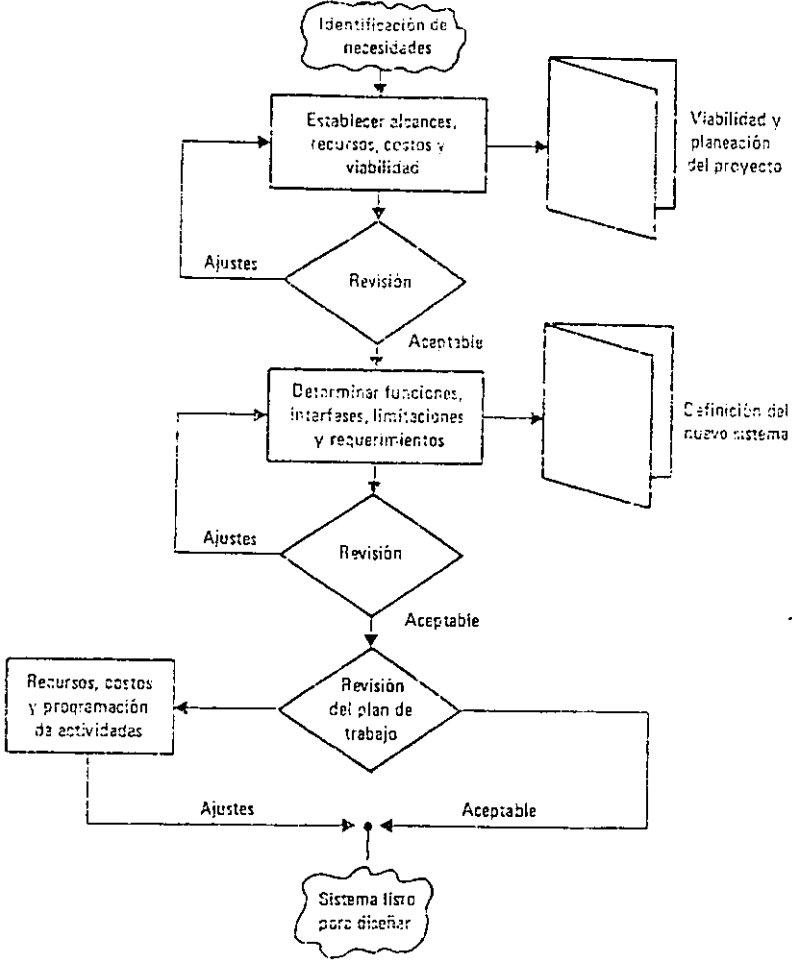 Identificación de
necesidades
Establecer alcances,
recursos, costos y
viabilidad
Viabilidad y
planeación
del proyecto
Ajustes
Revisión
Aceptable
Determinar funciones,
interfases, limitaciones
y requerimientos
Definición del
nuevo sistema
Ajustes
Revisión
Aceptable
Recursos, costos
y programación
de actividades
Revisión
del plan de
trabajo
Ajustes
Aceptable
Sistema listo
para diseñar